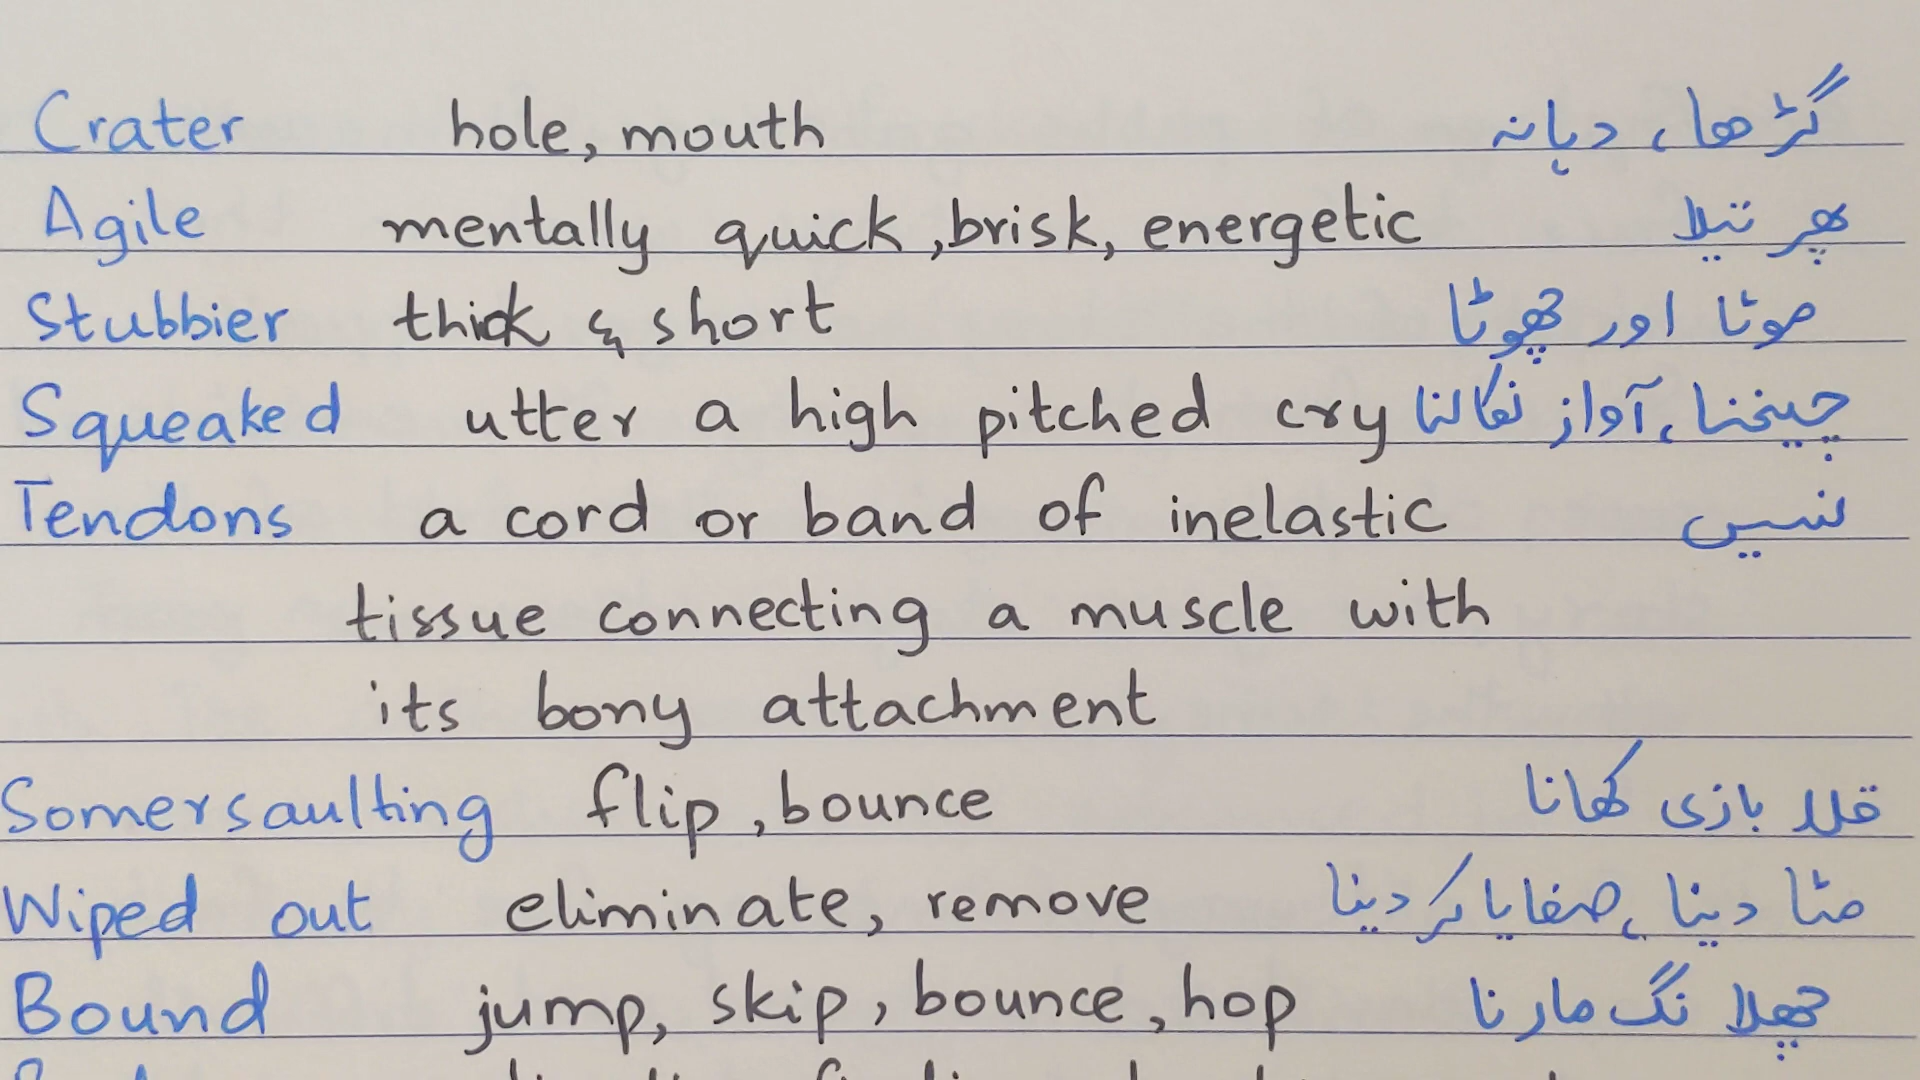 Crater hole, mouth گڑھا، دہانہ
Agile mentally quick, brisk, energetic پھرتیلا
Stubbier thick & short موٹا اور چھوٹا
Squeaked utter a high pitched cry چیخنا، آواز نکالنا
Tendons a cord or band of inelastic نسیں
tissue connecting a muscle with
its bony attachment
Somersaulting flip, bounce قلا بازی کھانا
Wiped out eliminate, remove مٹا دینا، صفایا کر دینا
Bound jump, skip, bounce, hop چھلانگ مارنا